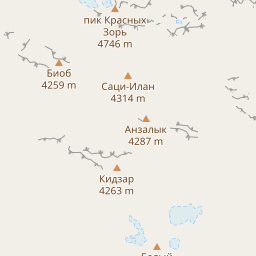 пик Красных
Зорь
4746 m
Биоб
4259 m
Саци-Илан
4314 m
Анзалык
4287 m
Кидзар
4263 m